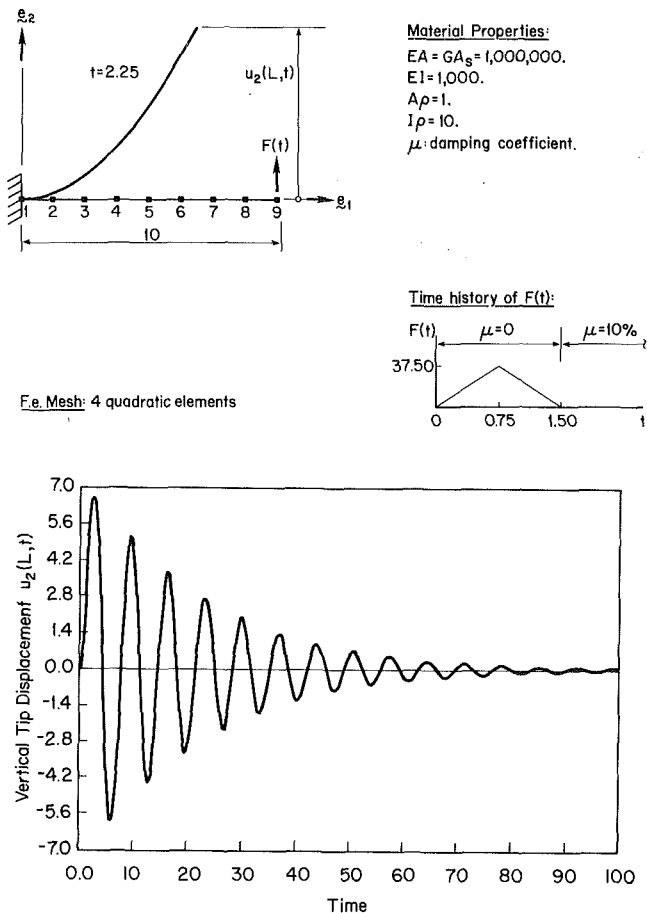 e2
t=2.25
u2(L,t)
F(t)
1 2 3 4 5 6 7 8 9
e1
10
Material Properties:
EA = GAs = 1,000,000.
EI = 1,000.
Aρ = 1.
Iρ = 10.
μ: damping coefficient.
Time history of F(t):
F(t)
μ=0
μ=10%
37.50
0 0.75 1.50 t
F.e. Mesh: 4 quadratic elements
Vertical Tip Displacement u2(L,t)
7.0
5.6
4.2
2.8
1.4
0.0
-1.4
-2.8
-4.2
-5.6
-7.0
0.0 10 20 30 40 50 60 70 80 90 100
Time